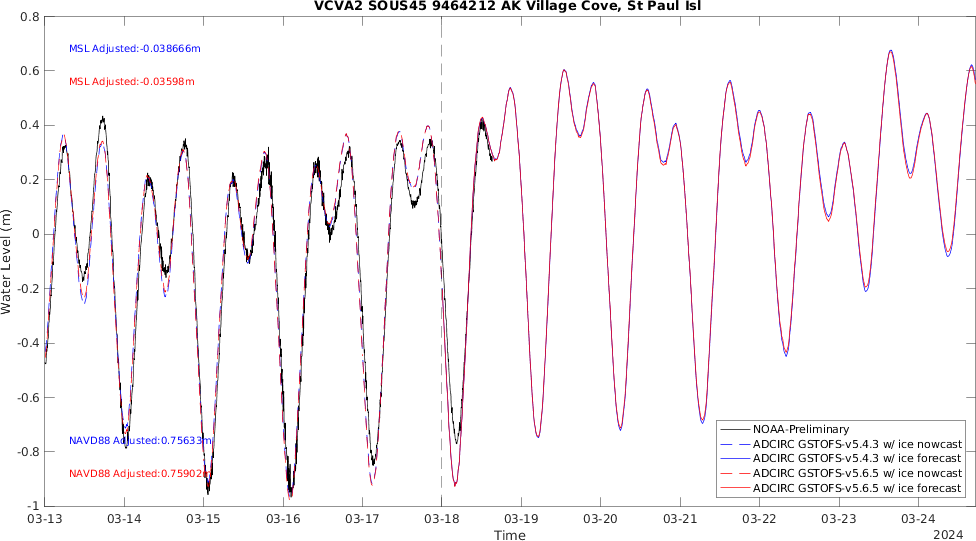 VCVA2 SOUS45 9464212 AK Village Cove, St Paul Isl
MSL Adjusted:-0.038666m
MSL Adjusted:-0.03598m
NAVD88 Adjusted:0.75633m
NAVD88 Adjusted:0.75902m
Water Level (m)
0.8
0.6
0.4
0.2
0
-0.2
-0.4
-0.6
-0.8
-1
NOAA-Preliminary
ADCIRC GSTOFS-v5.4.3 w/ ice nowcast
ADCIRC GSTOFS-v5.4.3 w/ ice forecast
ADCIRC GSTOFS-v5.6.5 w/ ice nowcast
ADCIRC GSTOFS-v5.6.5 w/ ice forecast
03-13 03-14 03-15 03-16 03-17 03-18 03-19 03-20 03-21 03-22 03-23 03-24
Time
2024